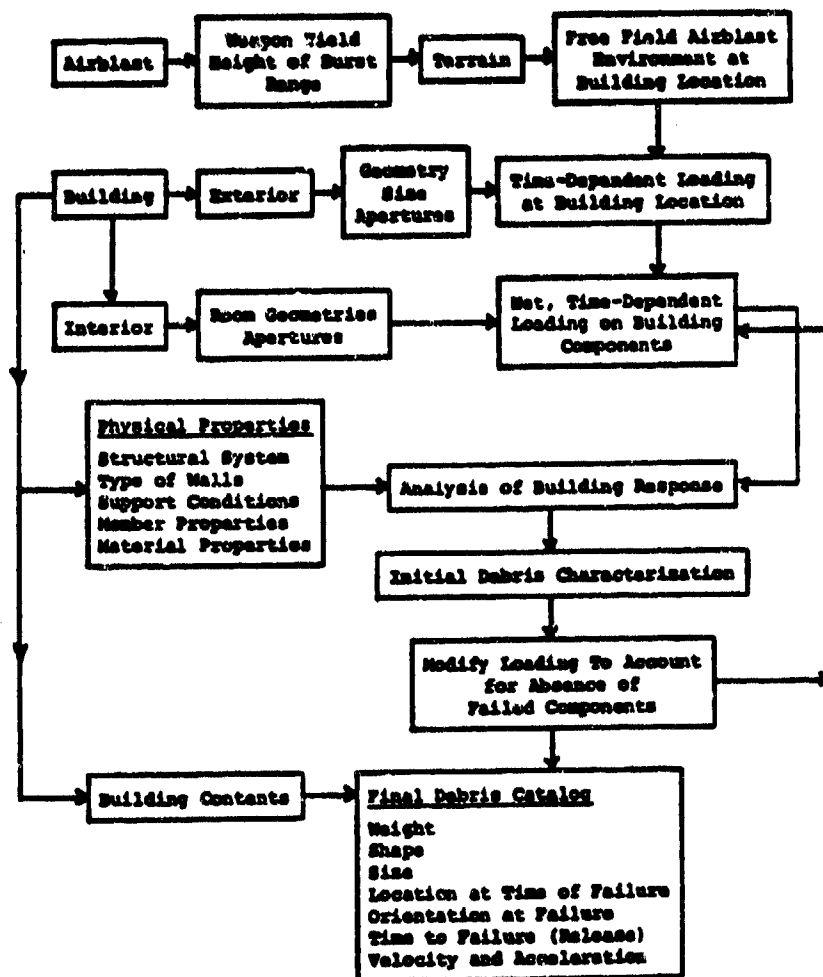 Airblast
Weapon Yield
Height of Burst
Range
Terrain
Free Field Airblast
Environment at
Building Location
Building
Exterior
Geometry
Size
Apertures
Time-Dependent Loading
at Building Location
Interior
Room Geometries
Apertures
Net, Time-Dependent
Loading on Building
Components
Physical Properties
Structural System
Type of Walls
Support Conditions
Member Properties
Material Properties
Analysis of Building Response
Initial Debris Characterization
Modify Loading To Account
for Absence of
Failed Components
Building Contents
Final Debris Catalog
Weight
Shape
Size
Location at Time of Failure
Orientation at Failure
Time to Failure (Release)
Velocity and Acceleration